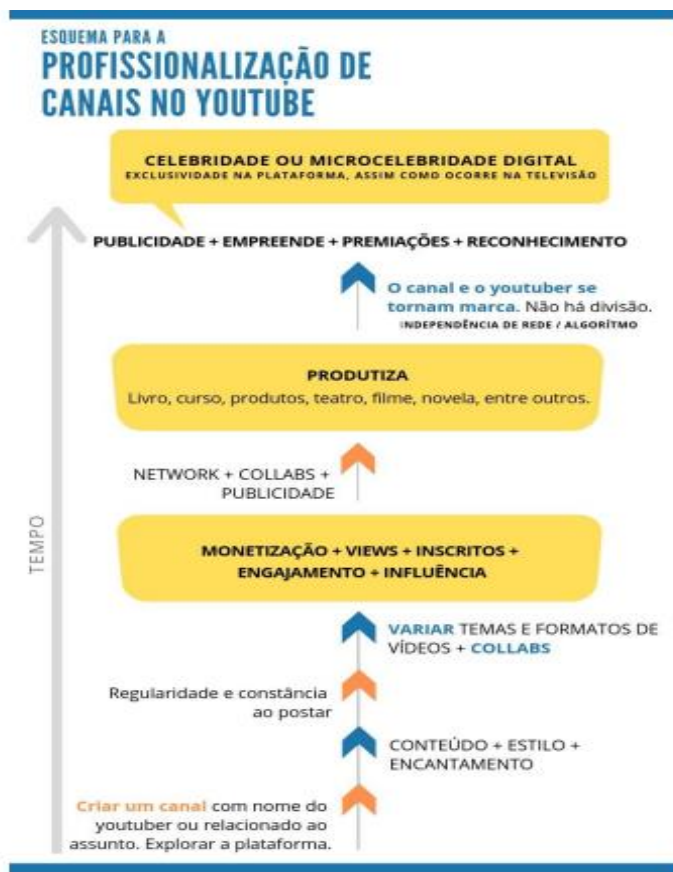 ESQUEMA PARA A
PROFISSIONALIZAÇÃO DE
CANAIS NO YOUTUBE
CELEBRIDADE OU MICROCELEBRIDADE DIGITAL
EXCLUSIVIDADE NA PLATAFORMA, ASSIM COMO OCORRE NA TELEVISÃO
PUBLICIDADE + EMPREENDE + PREMIAÇÕES + RECONHECIMENTO
O canal e o youtuber se
tornam marca. Não há divisão.
INDEPENDÊNCIA DE REDE / ALGORÍTMO
PRODUTIZA
Livro, curso, produtos, teatro, filme, novela, entre outros.
NETWORK + COLLABS +
PUBLICIDADE
MONETIZAÇÃO + VIEWS + INSCRITOS +
ENGAJAMENTO + INFLUÊNCIA
TEMPO
VARIAR TEMAS E FORMATOS DE
VÍDEOS + COLLABS
Regularidade e constância
ao postar
CONTEÚDO + ESTILO +
ENCANTAMENTO
Criar um canal com nome do
youtuber ou relacionado ao
assunto. Explorar a plataforma.